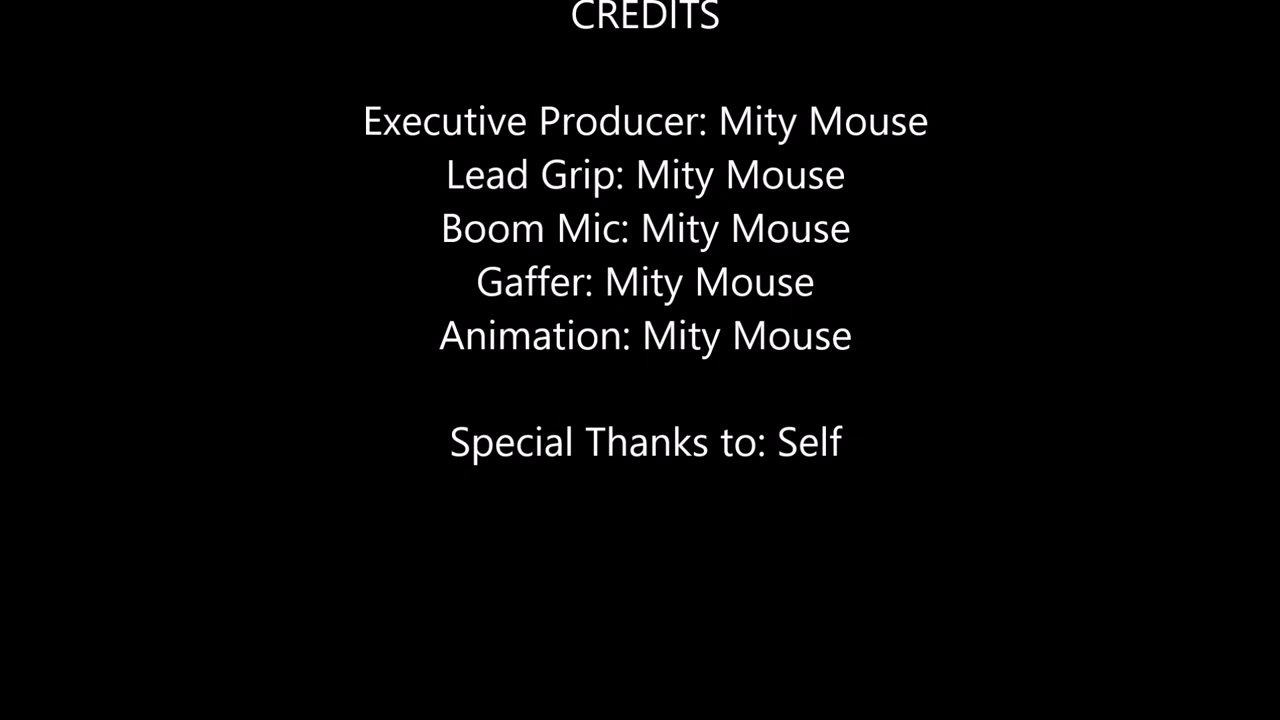 CREDITS
Executive Producer: Mity Mouse
Lead Grip: Mity Mouse
Boom Mic: Mity Mouse
Gaffer: Mity Mouse
Animation: Mity Mouse
Special Thanks to: Self